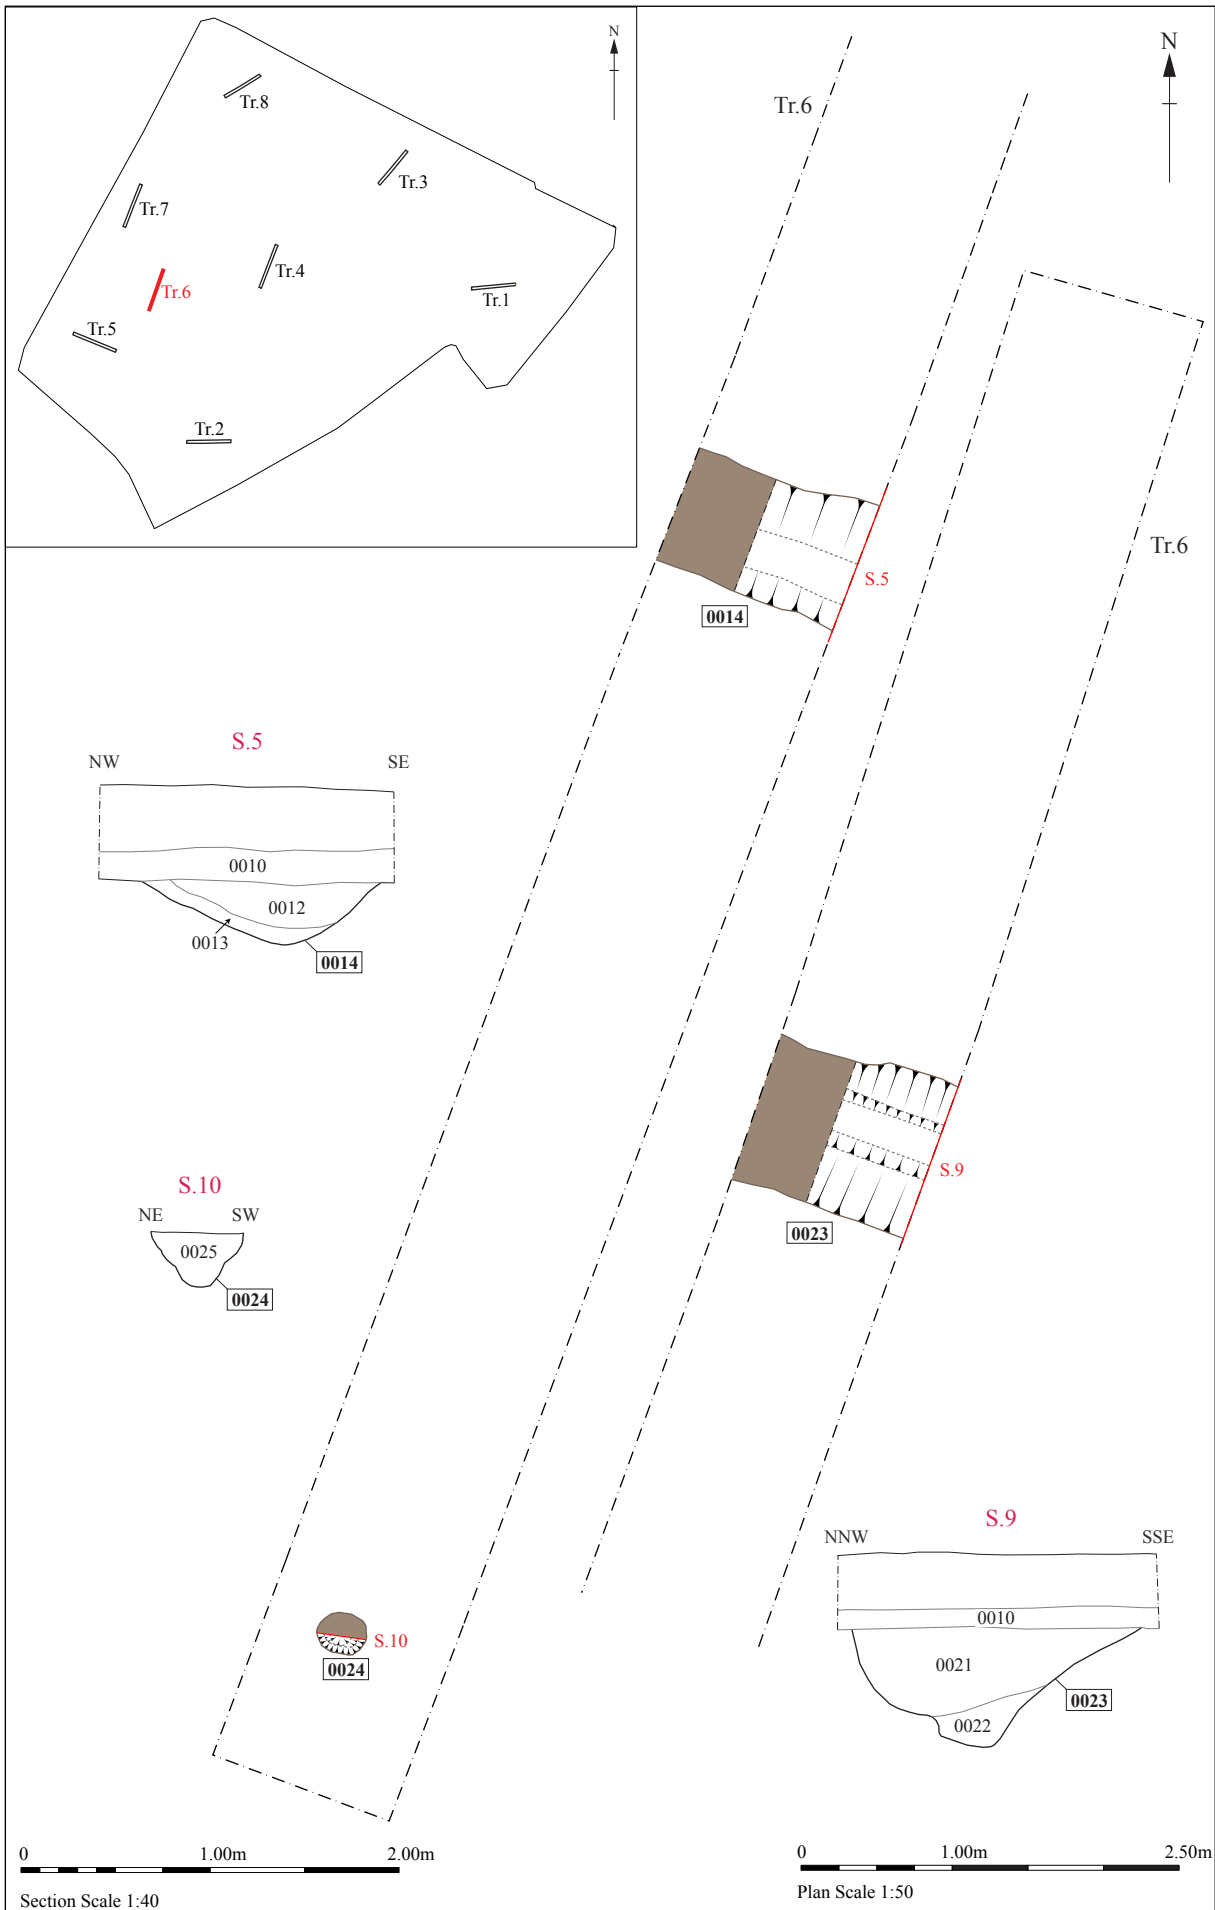 N
Tr.8
Tr.3
Tr.7
Tr.4
Tr.6
Tr.1
Tr.5
Tr.2
N
Tr.6
Tr.6
S.5
0014
S.5
NW SE
0010
0012
0013
0014
S.9
0023
S.10
NE SW
0025
0024
S.10
0024
S.9
NNW SSE
0010
0021
0023
0022
0 1.00m 2.00m
Section Scale 1:40
0 1.00m 2.50m
Plan Scale 1:50